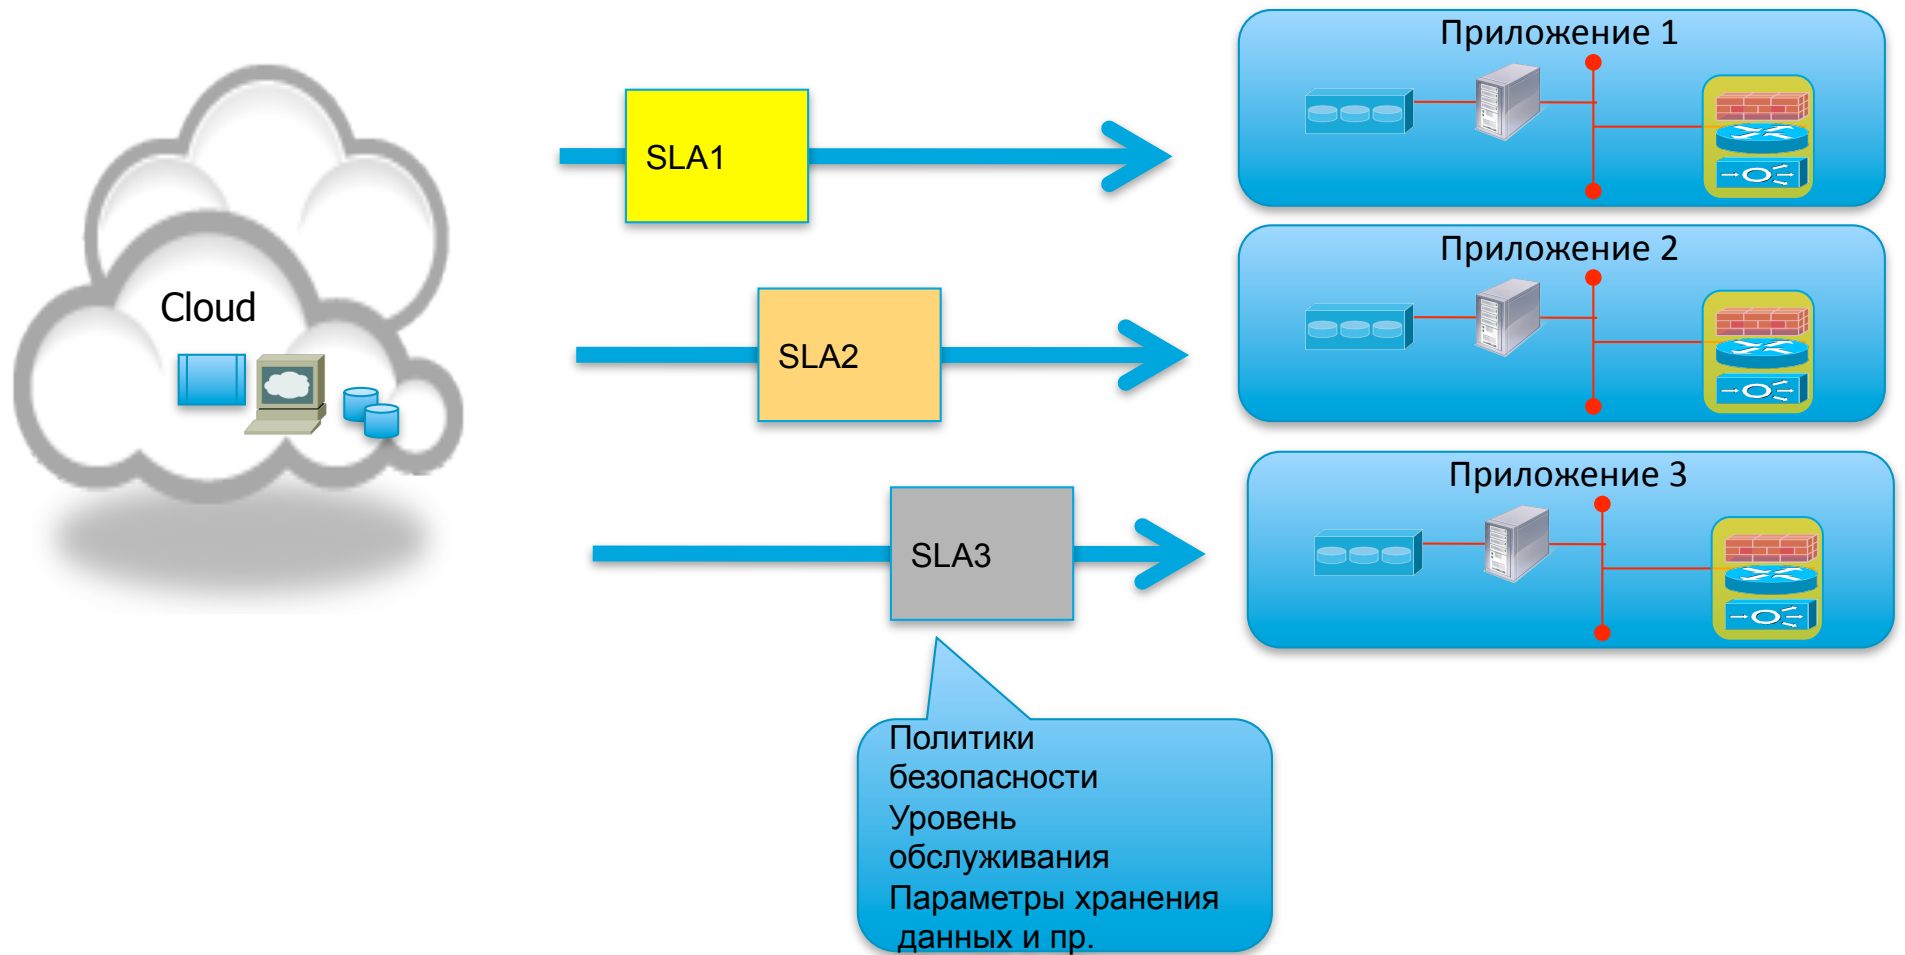 Приложение 1
SLA1
Приложение 2
Cloud
SLA2
Приложение 3
SLA3
Политики
безопасности
Уровень
обслуживания
Параметры хранения
данных и пр.